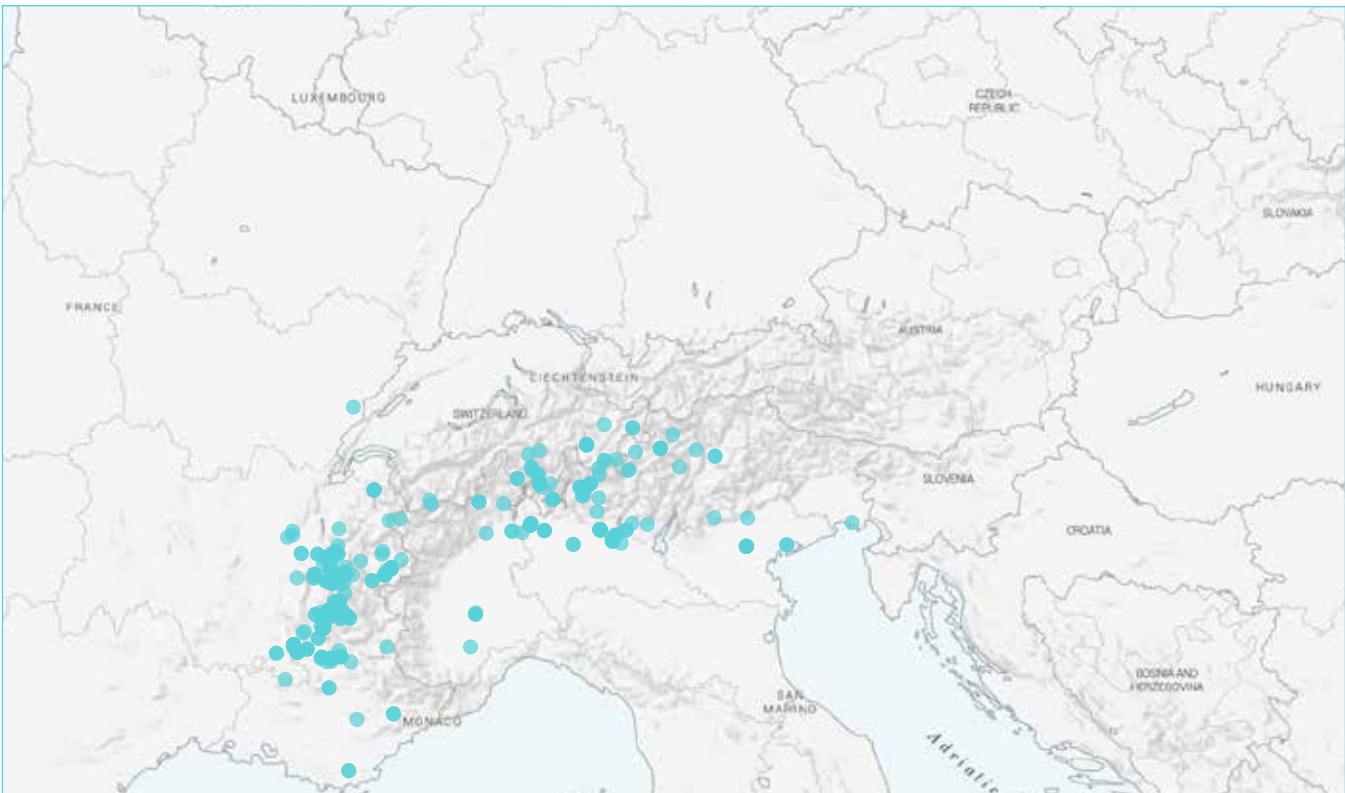 LUXEMBOURG
CZECH
REPUBLIC
SLOVAKIA
FRANCE
AUSTRIA
LIECHTENSTEIN
HUNGARY
SWITZERLAND
SLOVENIA
CROATIA
BOSNIA AND
HERZEGOVINA
SAN
MARINO
MONACO
Adriatic